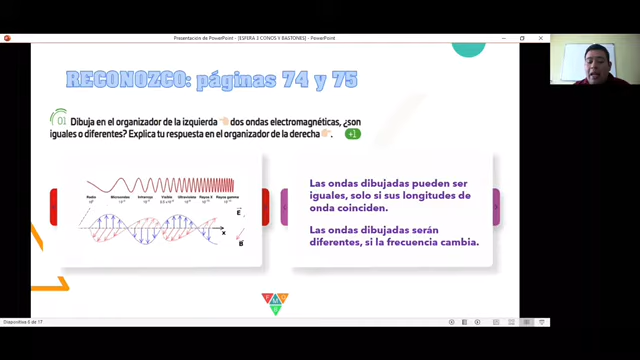 Presentación de PowerPoint - [ESFERA 3 CONOS Y BASTONES] - PowerPoint
RECONOZCO: páginas 74 y 75
01 Dibuja en el organizador de la izquierda dos ondas electromagnéticas, ¿son
iguales o diferentes? Explica tu respuesta en el organizador de la derecha . +1
Radio Microondas Infrarrojo Visible Ultravioleta Rayos X Rayos gamma
E
X
B
Las ondas dibujadas pueden ser
iguales, solo si sus longitudes de
onda coinciden.
Las ondas dibujadas serán
diferentes, si la frecuencia cambia.
Diapositiva 6 de 17